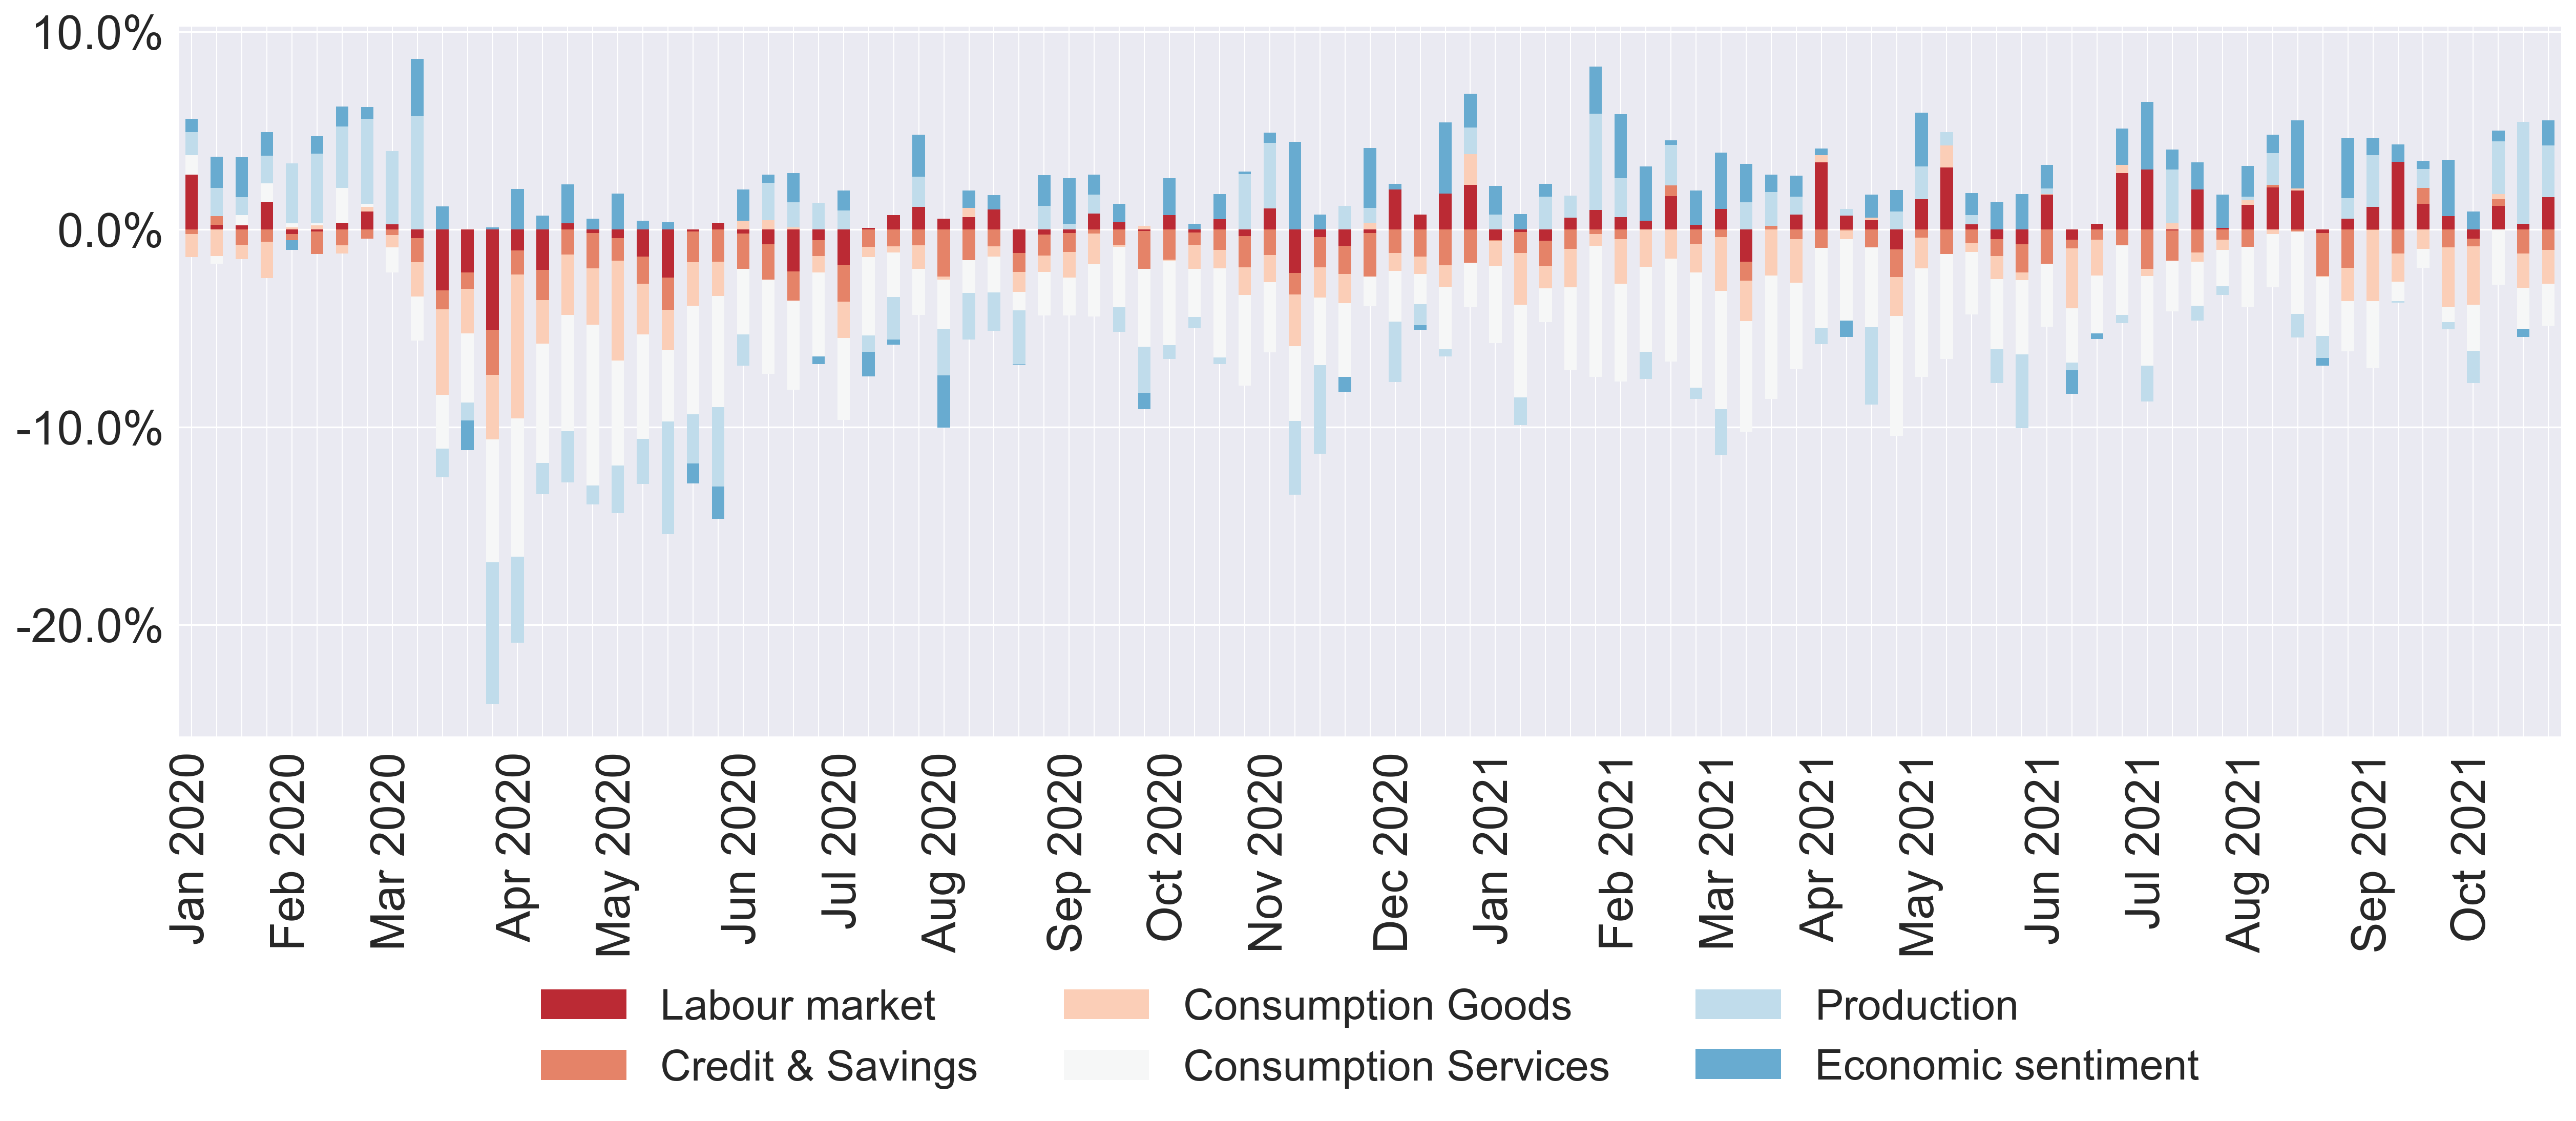 10.0%
0.0%
-10.0%
-20.0%
Jan 2020
Feb 2020
Mar 2020
Apr 2020
May 2020
Jun 2020
Jul 2020
Aug 2020
Sep 2020
Oct 2020
Nov 2020
Dec 2020
Jan 2021
Feb 2021
Mar 2021
Apr 2021
May 2021
Jun 2021
Jul 2021
Aug 2021
Sep 2021
Oct 2021
Labour market
Consumption Goods
Production
Credit & Savings
Consumption Services
Economic sentiment